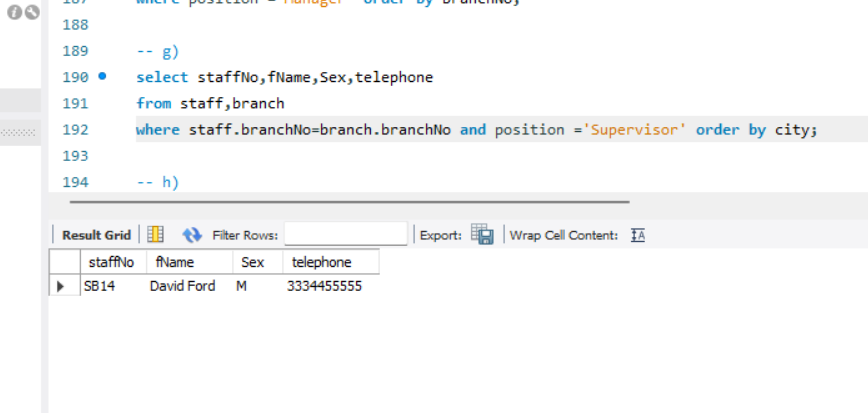 187 where position = 'Manager' order by branchNo;
188
189 -- g)
190 select staffNo,fName,Sex,telephone
191 from staff,branch
192 where staff.branchNo=branch.branchNo and position ='Supervisor' order by city;
193
194 -- h)
Result Grid Filter Rows: Export: Wrap Cell Content: IA
staffNo fName Sex telephone
SB14 David Ford M 3334455555